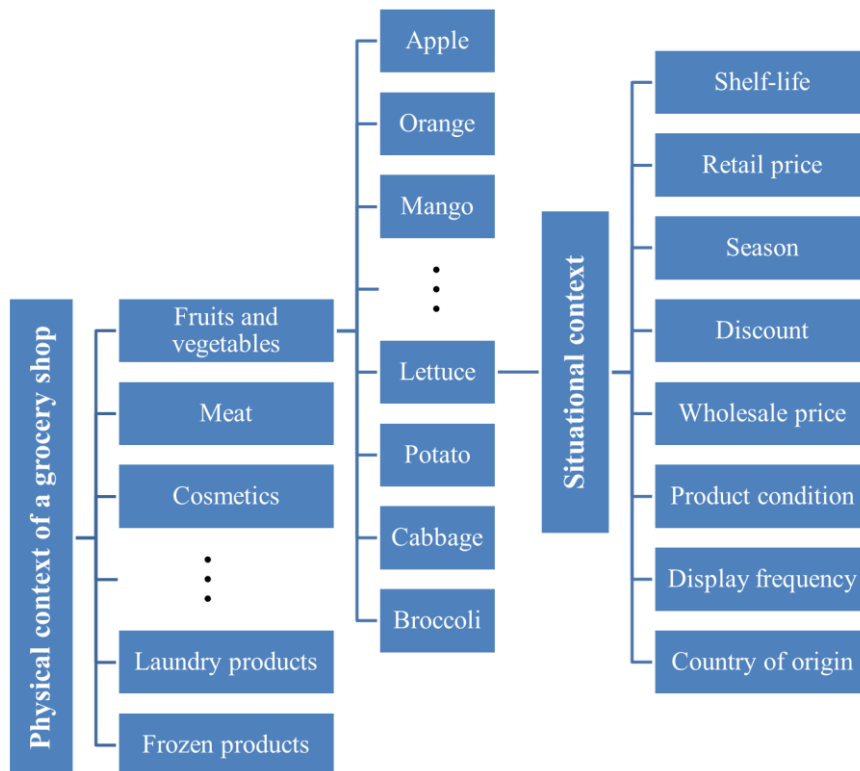 Physical context of a grocery shop
Fruits and
vegetables
Meat
Cosmetics
Laundry products
Frozen products
Apple
Orange
Mango
Lettuce
Potato
Cabbage
Broccoli
Situational context
Shelf-life
Retail price
Season
Discount
Wholesale price
Product condition
Display frequency
Country of origin